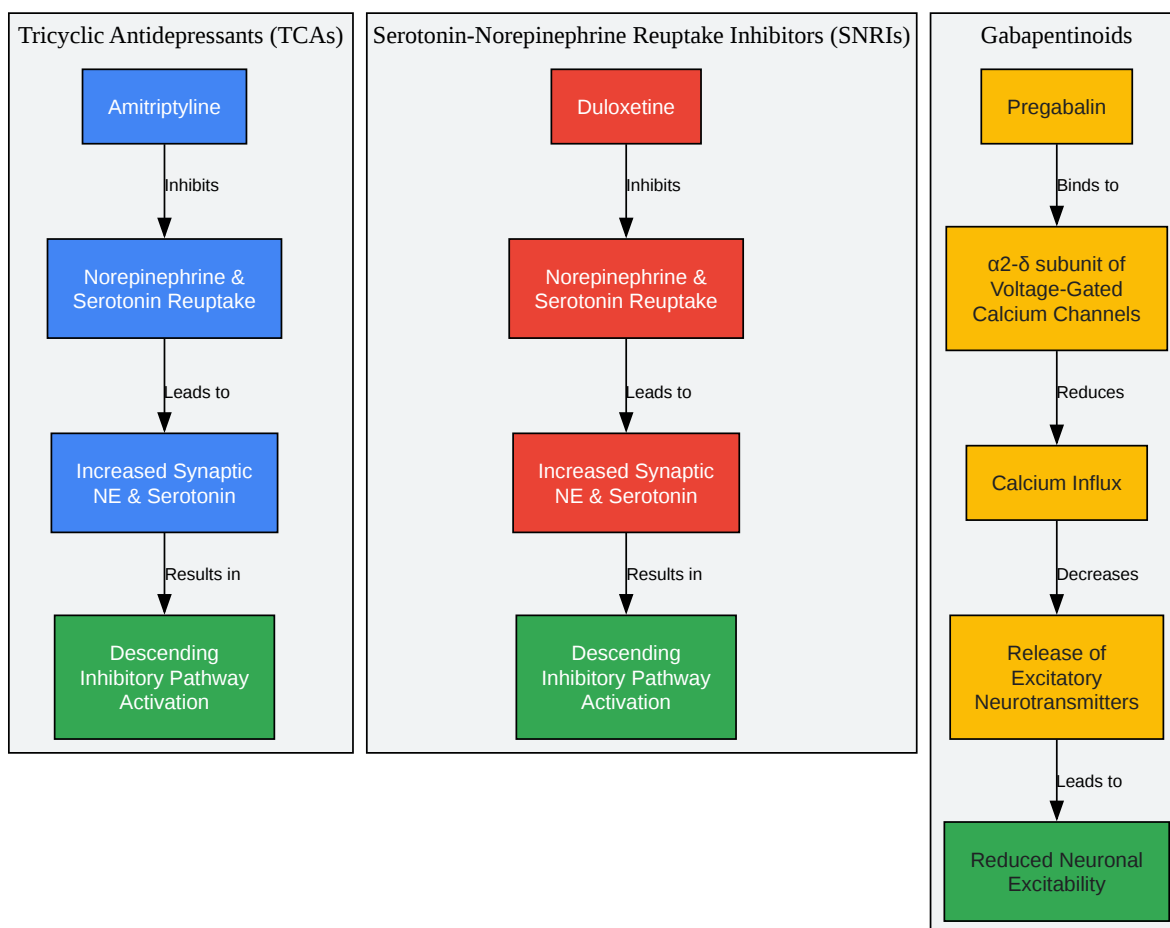 Tricyclic Antidepressants (TCAs)
Amitriptyline
Inhibits
Norepinephrine &
Serotonin Reuptake
Leads to
Increased Synaptic
NE & Serotonin
Results in
Descending
Inhibitory Pathway
Activation
Serotonin-Norepinephrine Reuptake Inhibitors (SNRIs)
Duloxetine
Inhibits
Norepinephrine &
Serotonin Reuptake
Leads to
Increased Synaptic
NE & Serotonin
Results in
Descending
Inhibitory Pathway
Activation
Gabapentinoids
Pregabalin
Binds to
α2-δ subunit of
Voltage-Gated
Calcium Channels
Reduces
Calcium Influx
Decreases
Release of
Excitatory
Neurotransmitters
Leads to
Reduced Neuronal
Excitability